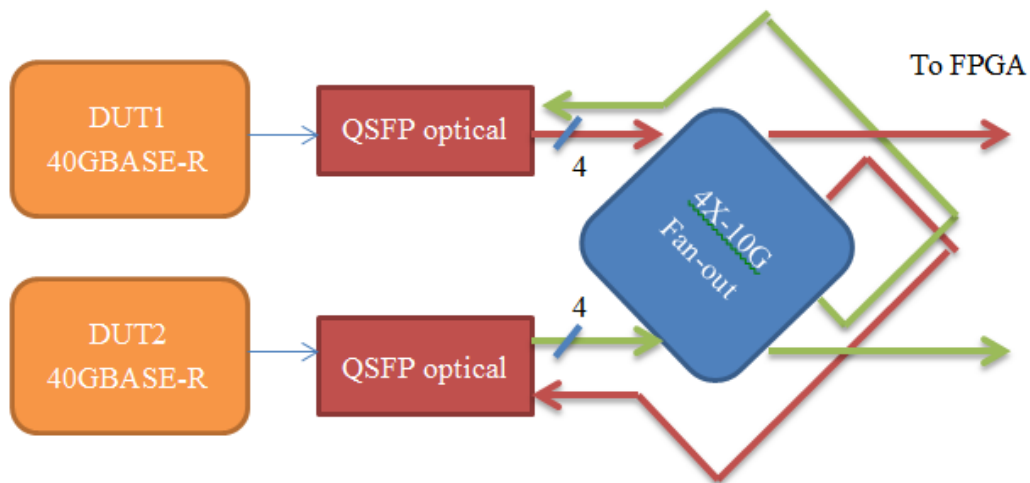 To FPGA
DUT1
40GBASE-R
QSFP optical
4
4X-10G
Fan-out
DUT2
40GBASE-R
QSFP optical
4